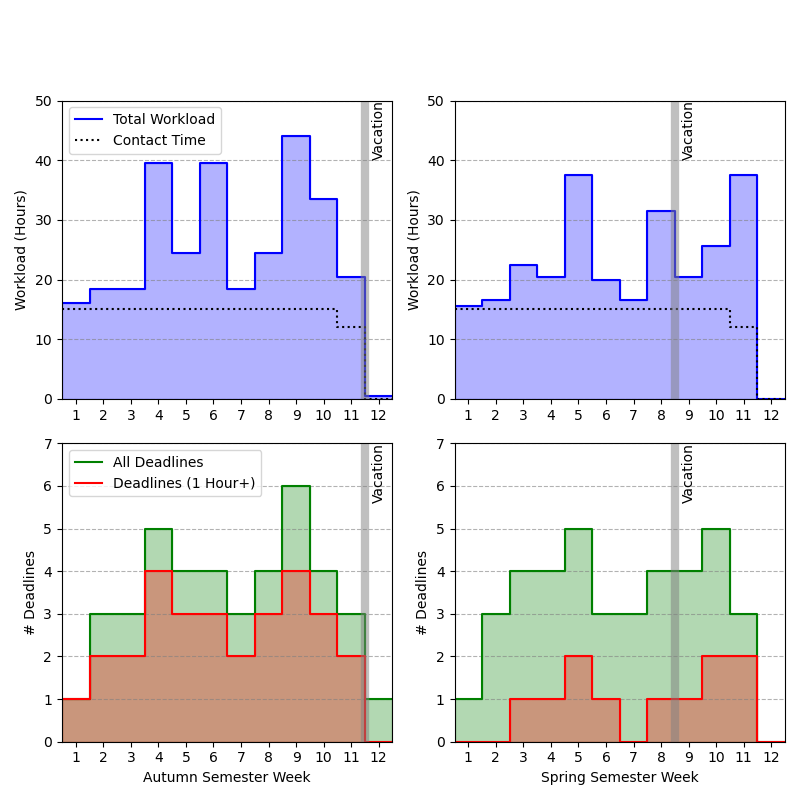 50
40
30
20
10
0
Workload (Hours)
Total Workload
Contact Time
Vacation
1 2 3 4 5 6 7 8 9 10 11 12
50
40
30
20
10
0
Workload (Hours)
Vacation
1 2 3 4 5 6 7 8 9 10 11 12
7
6
5
4
3
2
1
0
# Deadlines
All Deadlines
Deadlines (1 Hour+)
Vacation
1 2 3 4 5 6 7 8 9 10 11 12
Autumn Semester Week
7
6
5
4
3
2
1
0
# Deadlines
Vacation
1 2 3 4 5 6 7 8 9 10 11 12
Spring Semester Week